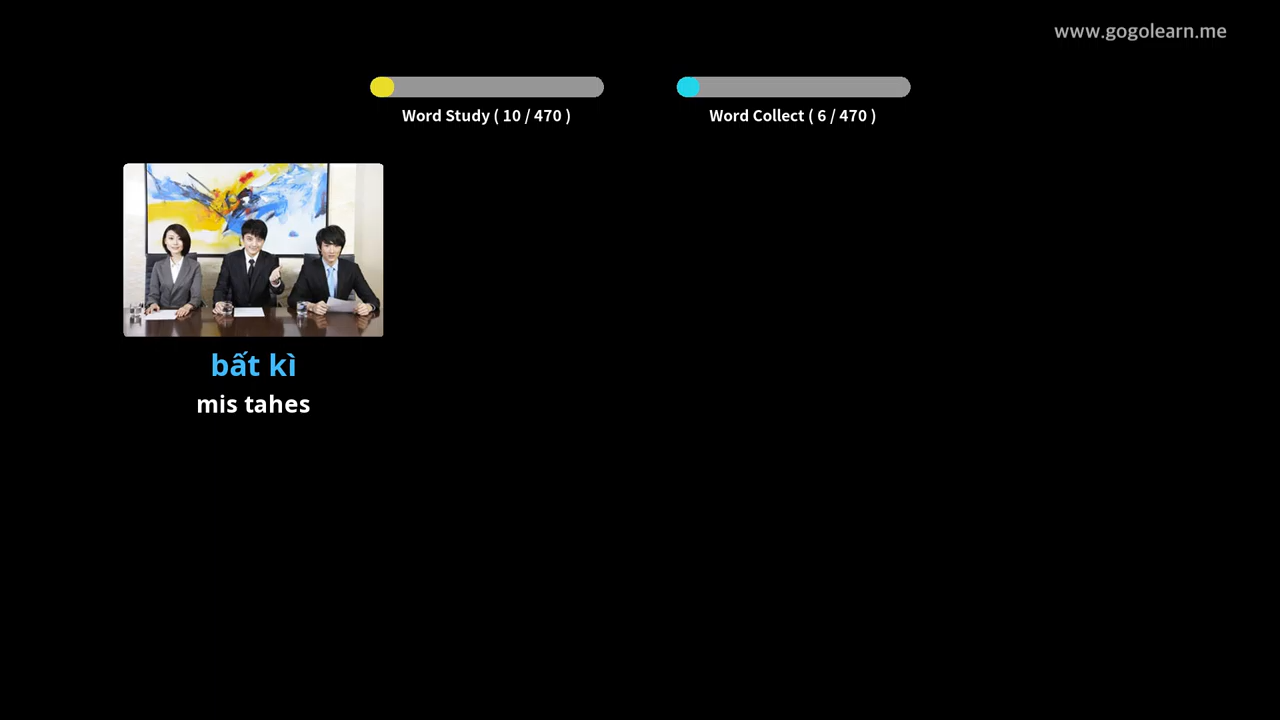 www.gogolearn.me
Word Study ( 10 / 470 )
Word Collect ( 6 / 470 )
bất kì
mis tahes